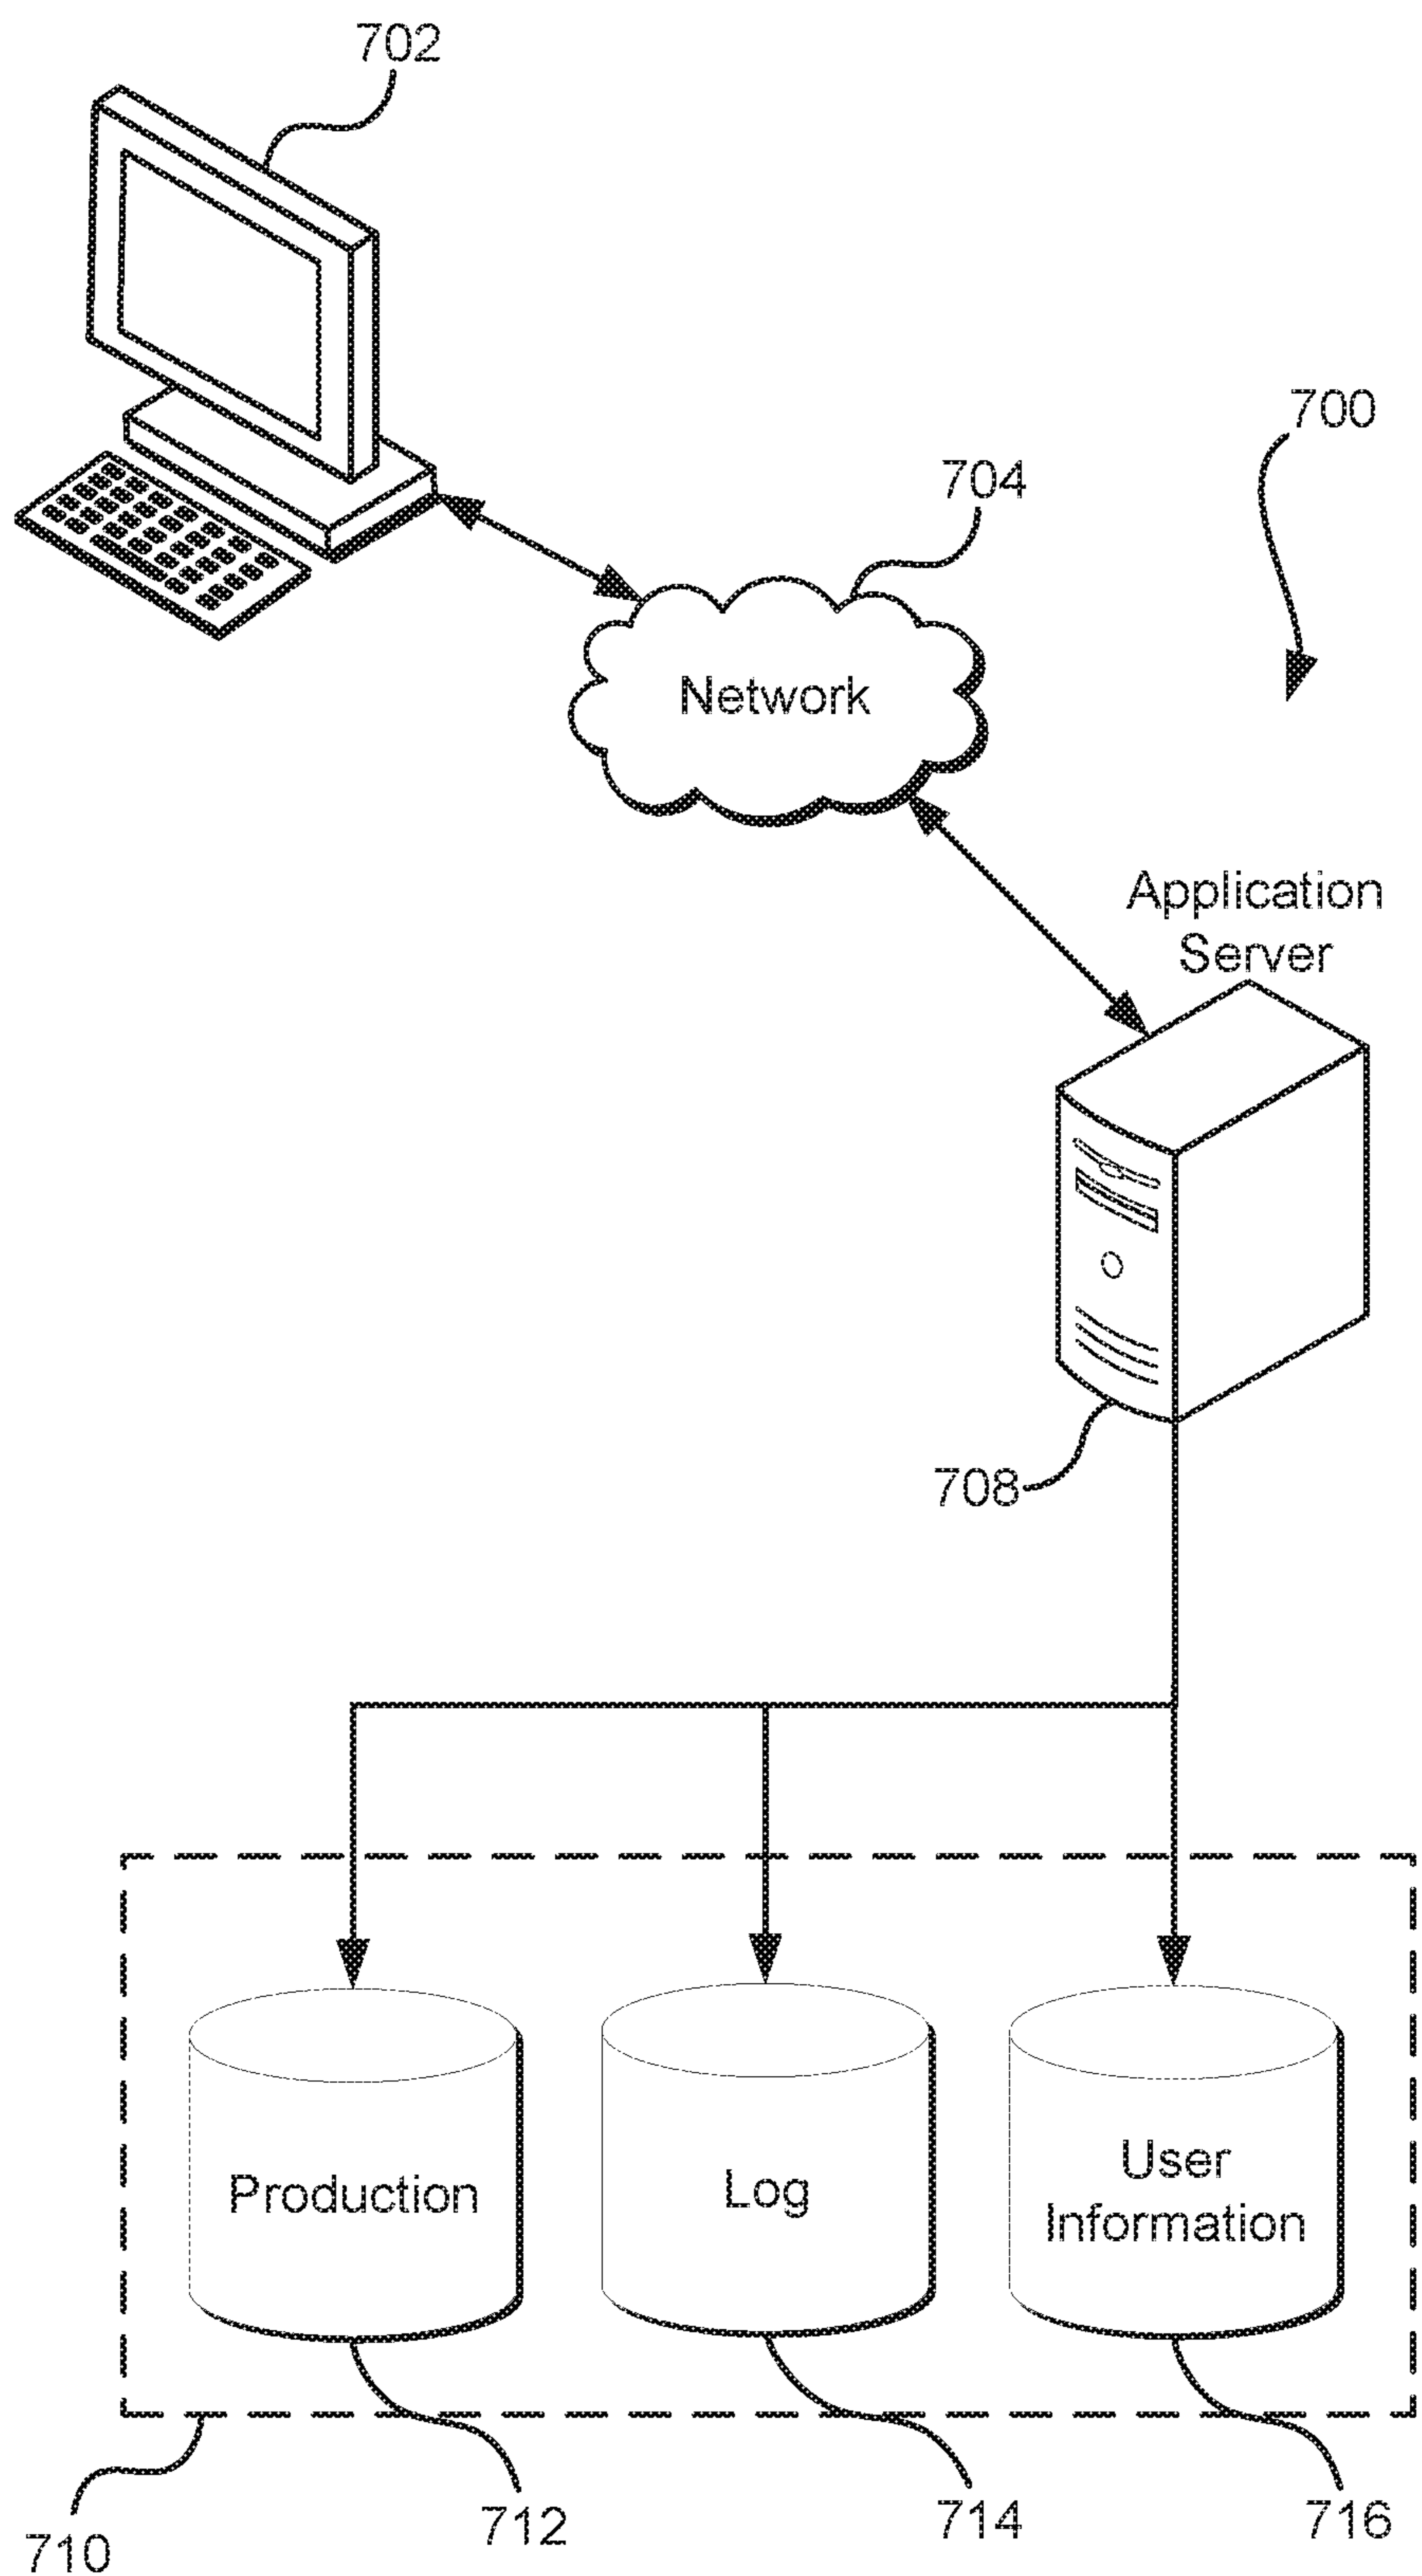 702
700
704
Network
Application
Server
708
Production
Log
User
Information
710
712
714
716